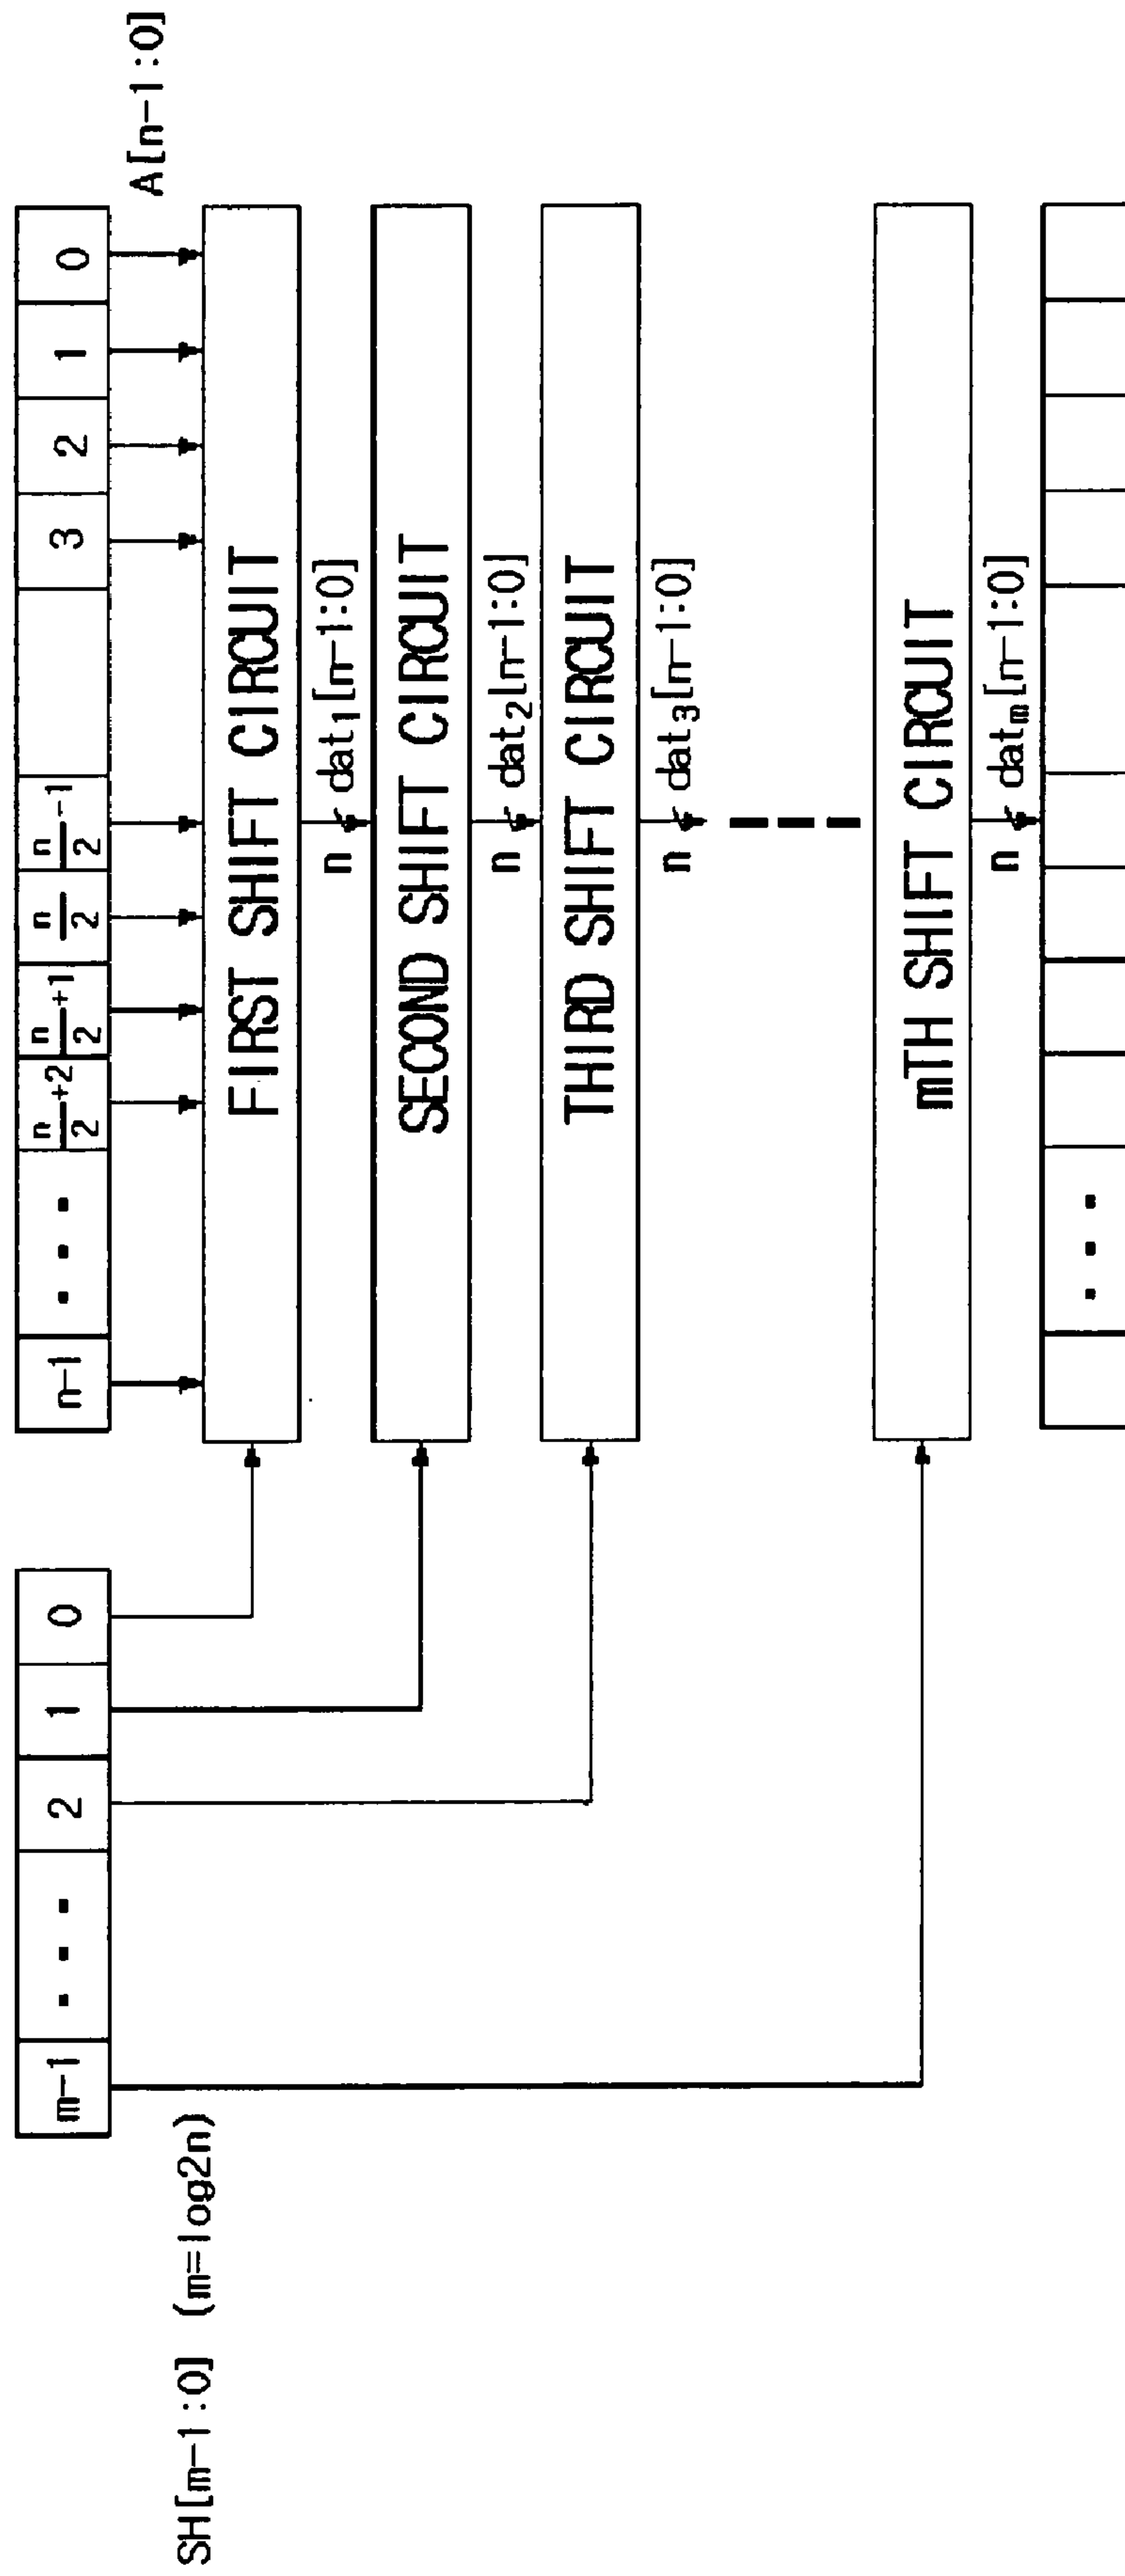 m-1 ▪ ▪ ▪ 2 1 0
n-1 ▪ ▪ ▪ n/2+2 n/2+1 n/2 n/2-1 3 2 1 0
SH[m-1:0] (m=log2n)
A[n-1:0]
FIRST SHIFT CIRCUIT
n dat₁[n-1:0]
SECOND SHIFT CIRCUIT
n dat₂[n-1:0]
THIRD SHIFT CIRCUIT
n dat₃[n-1:0]
mTH SHIFT CIRCUIT
n datₘ[n-1:0]
▪ ▪ ▪